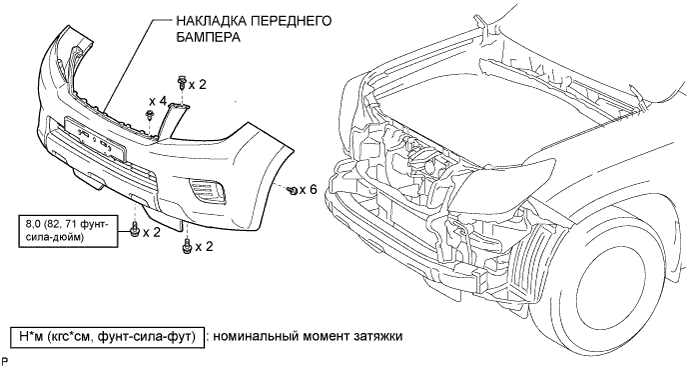 НАКЛАДКА ПЕРЕДНЕГО
БАМПЕРА
x 2
x 4
x 6
8,0 (82, 71 фунт-
сила-дюйм)
x 2
x 2
Н*м (кгс*см, фунт-сила-фут) : номинальный момент затяжки
P